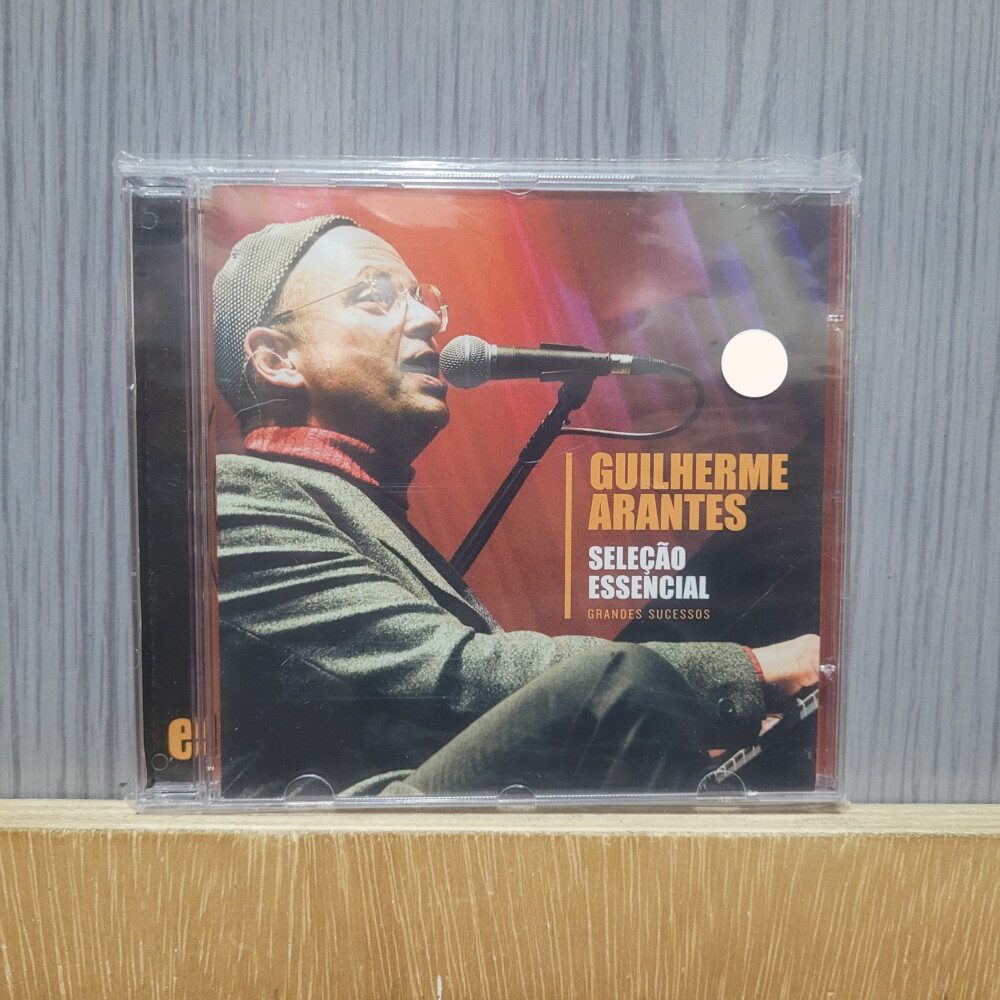 GUILHERME
ARANTES
SELEÇÃO
ESSENCIAL
GRANDES SUCESSOS
e